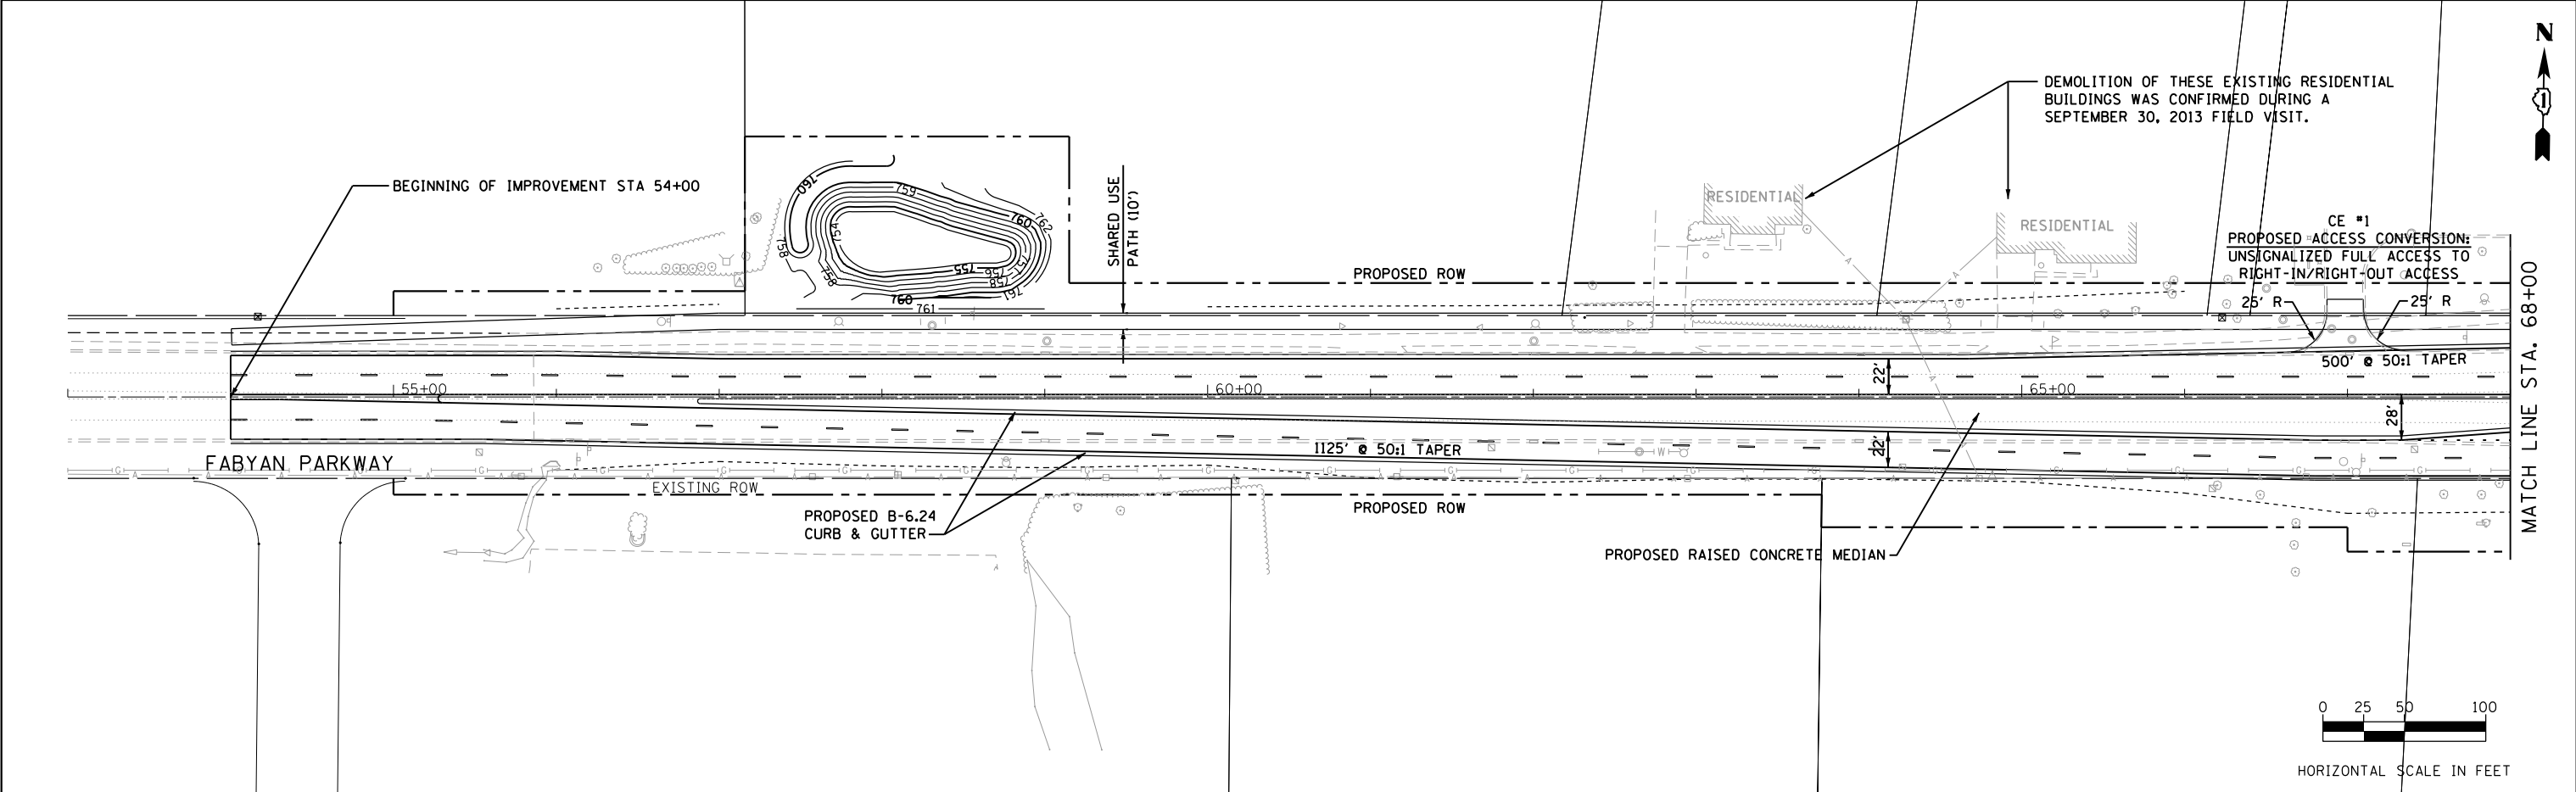 N
DEMOLITION OF THESE EXISTING RESIDENTIAL
BUILDINGS WAS CONFIRMED DURING A
SEPTEMBER 30, 2013 FIELD VISIT.
BEGINNING OF IMPROVEMENT STA 54+00
760
759
760
762
754
758
758
755
756
757
758
761
760
761
SHARED USE
PATH (10')
RESIDENTIAL
RESIDENTIAL
PROPOSED ROW
CE #1
PROPOSED ACCESS CONVERSION:
UNSIGNALIZED FULL ACCESS TO
RIGHT-IN/RIGHT-OUT ACCESS
25' R
25' R
500' @ 50:1 TAPER
MATCH LINE STA. 68+00
55+00
60+00
65+00
22'
22'
28'
1125' @ 50:1 TAPER
FABYAN PARKWAY
EXISTING ROW
PROPOSED B-6.24
CURB & GUTTER
PROPOSED ROW
PROPOSED RAISED CONCRETE MEDIAN
0 25 50 100
HORIZONTAL SCALE IN FEET